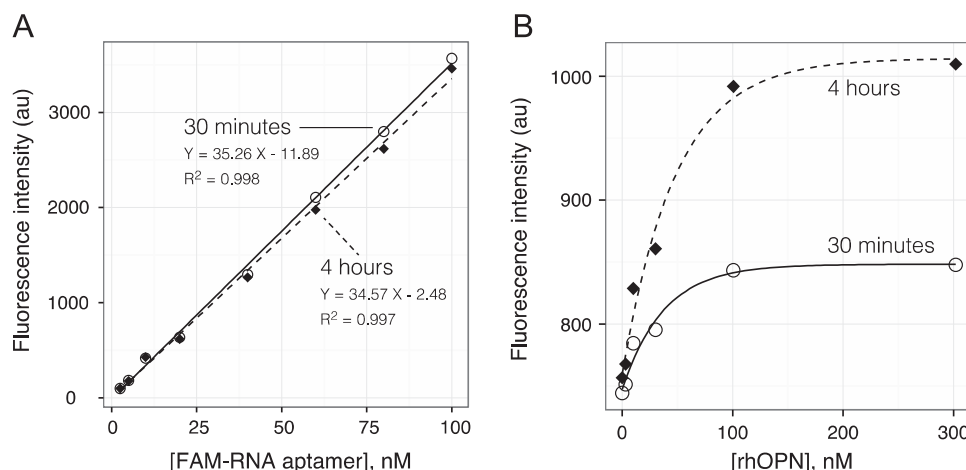 A
Fluorescence intensity (au)
3000
2000
1000
0
30 minutes
Y = 35.26 X - 11.89
R² = 0.998
4 hours
Y = 34.57 X - 2.48
R² = 0.997
0
25
50
75
100
[FAM-RNA aptamer], nM
B
Fluorescence intensity (au)
1000
900
800
4 hours
30 minutes
0
100
200
300
[rhOPN], nM